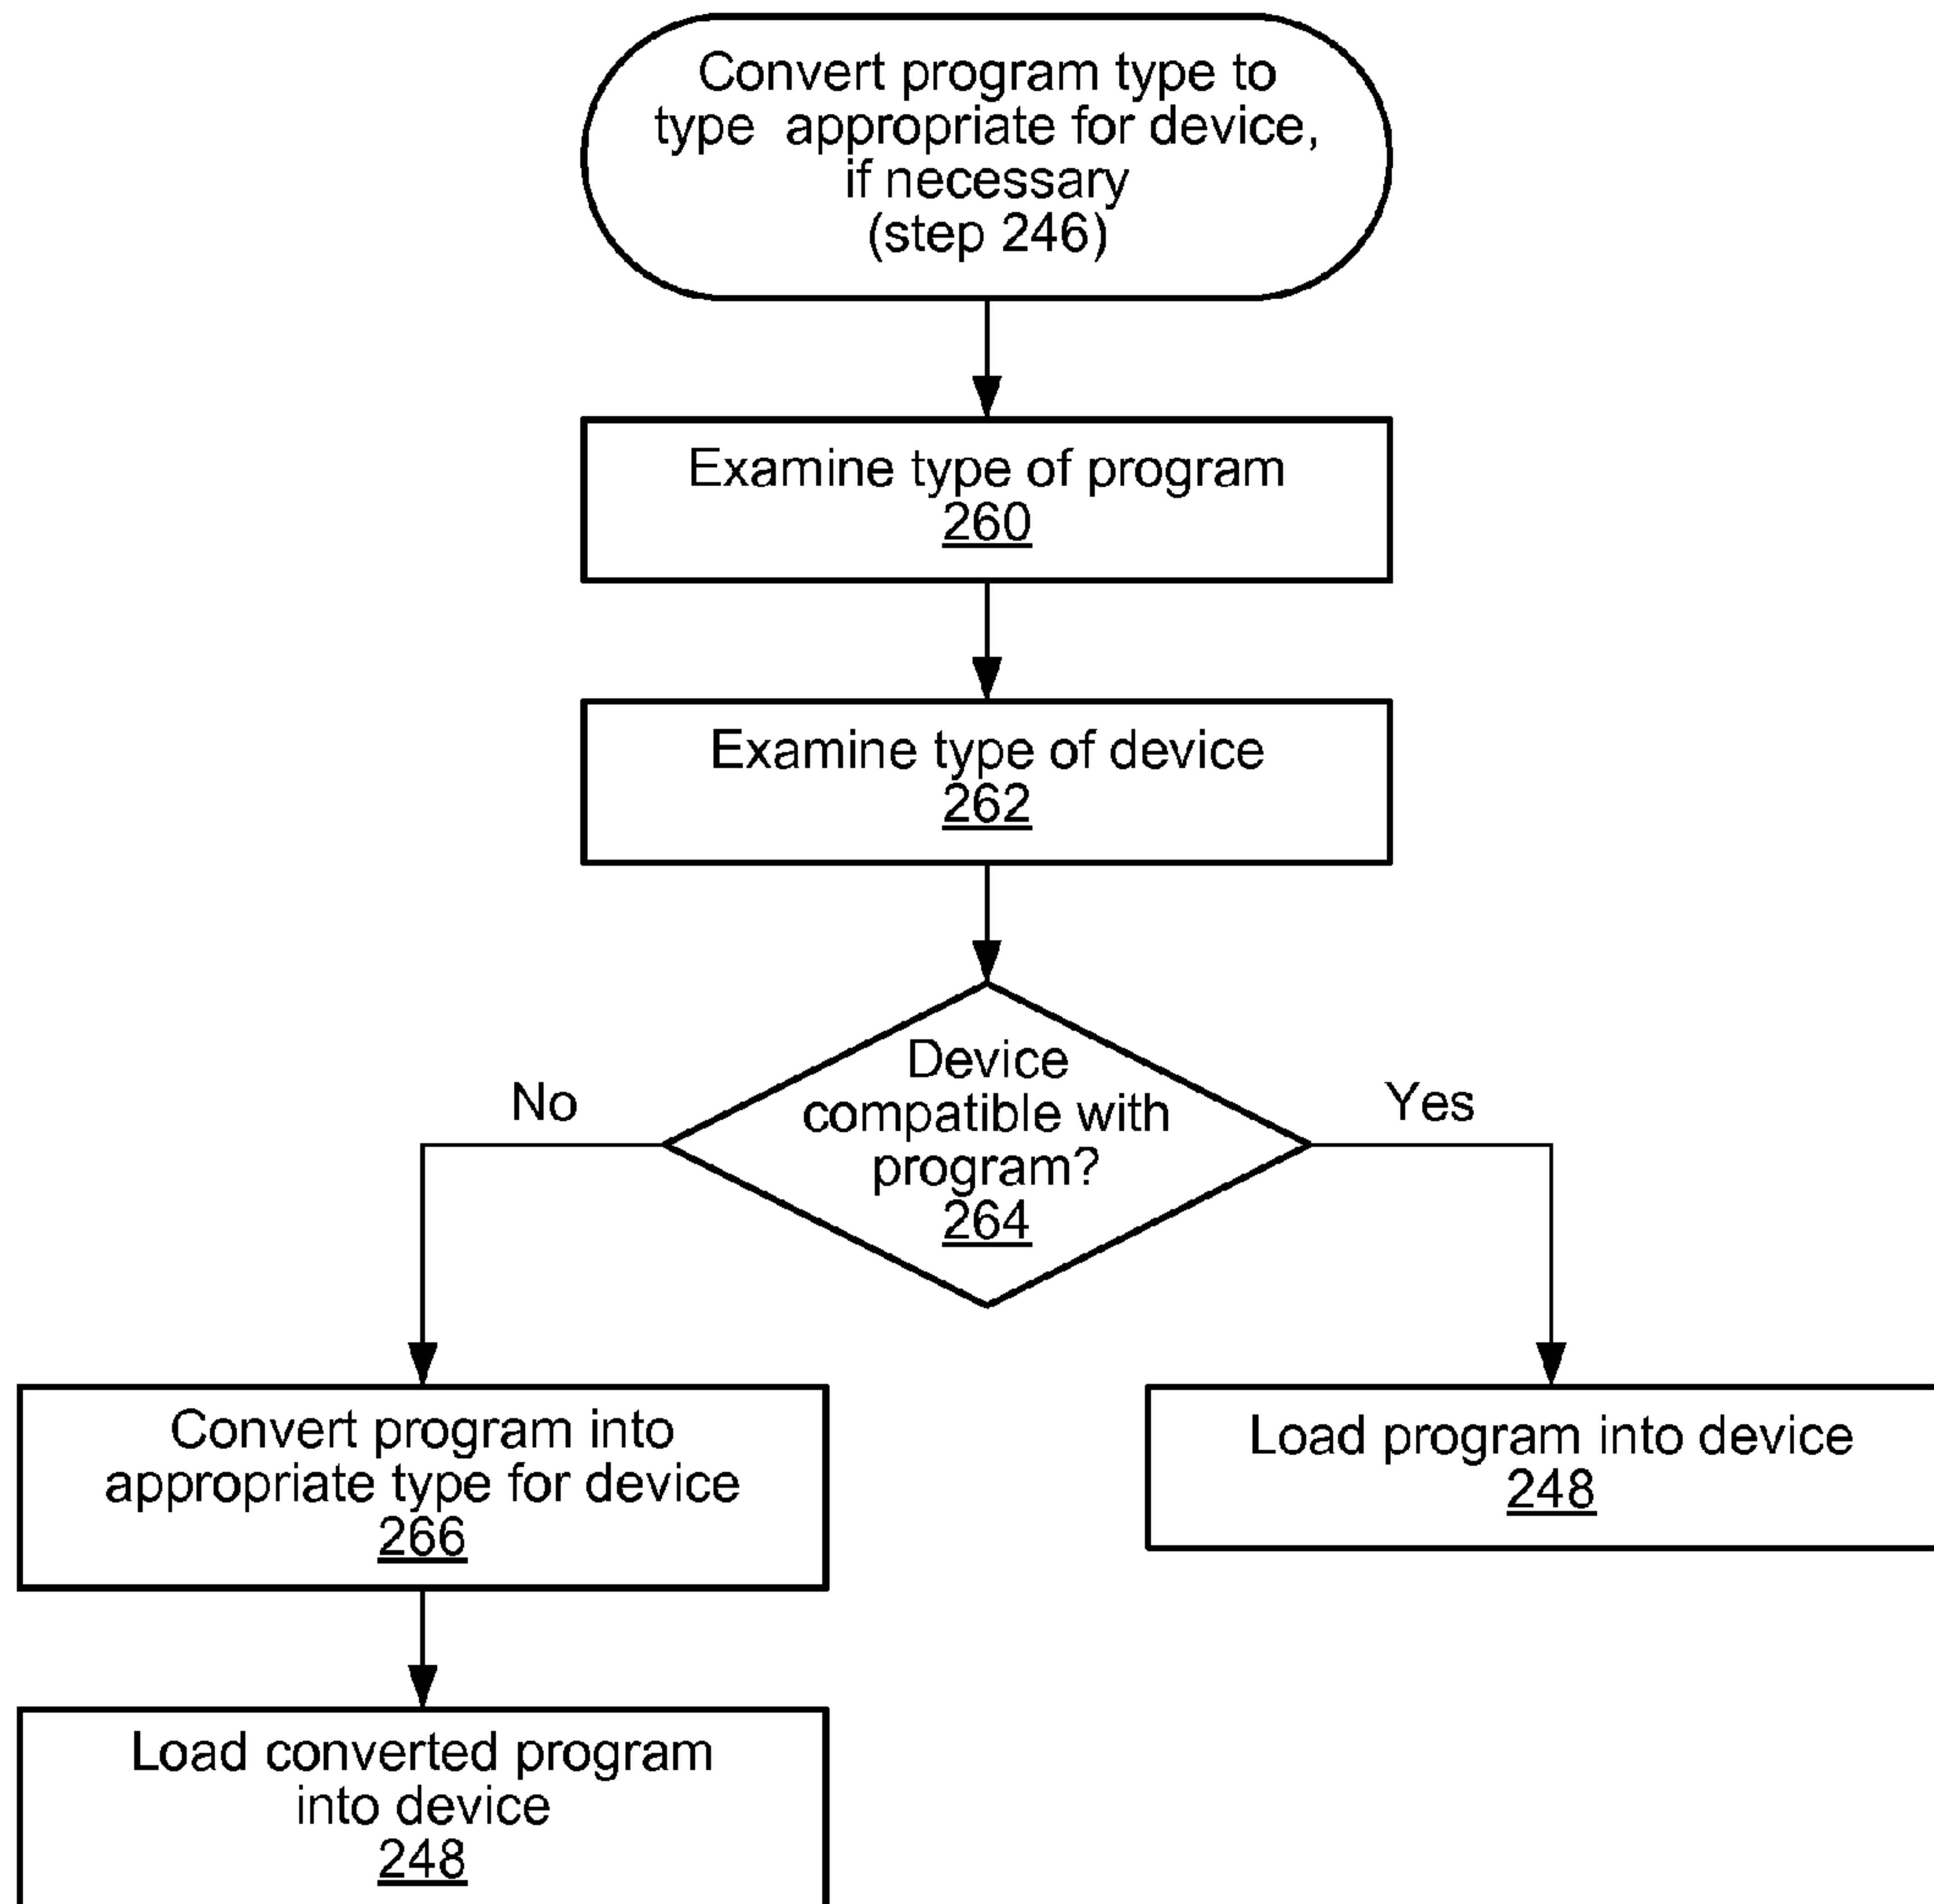 Convert program type to
type appropriate for device,
if necessary
(step 246)
Examine type of program
260
Examine type of device
262
Device
compatible with
program?
264
No
Yes
Convert program into
appropriate type for device
266
Load program into device
248
Load converted program
into device
248